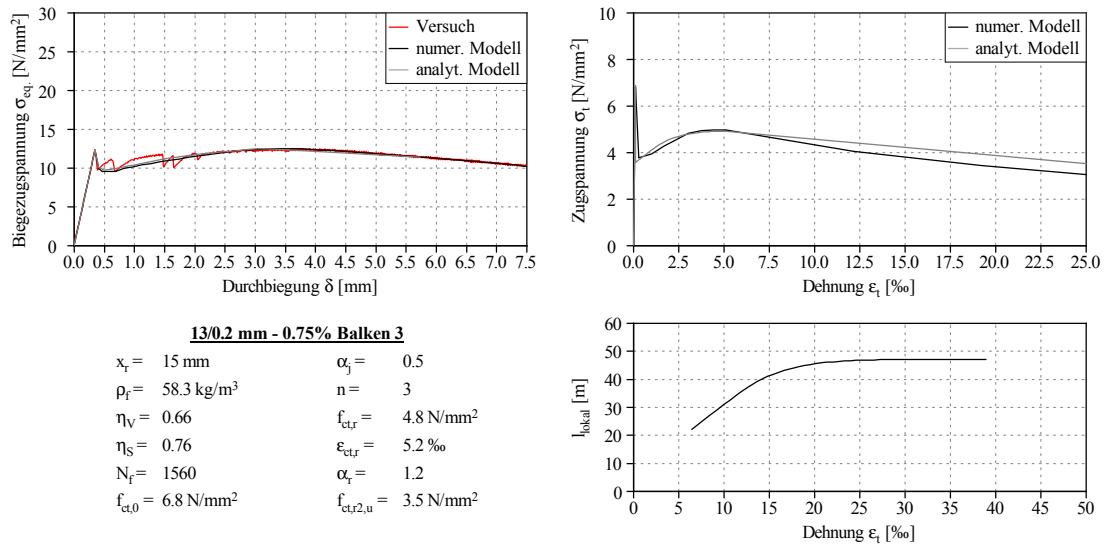 Biegezugspannung σeq. [N/mm²]
30
25
20
15
10
5
0
0.0 0.5 1.0 1.5 2.0 2.5 3.0 3.5 4.0 4.5 5.0 5.5 6.0 6.5 7.0 7.5
Durchbiegung δ [mm]
Versuch
numer. Modell
analyt. Modell
Zugspannung σt [N/mm²]
10
8
6
4
2
0
0.0 2.5 5.0 7.5 10.0 12.5 15.0 17.5 20.0 22.5 25.0
Dehnung εt [‰]
numer. Modell
analyt. Modell
13/0.2 mm - 0.75% Balken 3
xr = 15 mm αj = 0.5
ρf = 58.3 kg/m³ n = 3
ηV = 0.66 fct,r = 4.8 N/mm²
ηS = 0.76 εct,r = 5.2 ‰
Nf = 1560 αr = 1.2
fct,0 = 6.8 N/mm² fct,r2,u = 3.5 N/mm²
llokal [m]
60
50
40
30
20
10
0
0 5 10 15 20 25 30 35 40 45 50
Dehnung εt [‰]